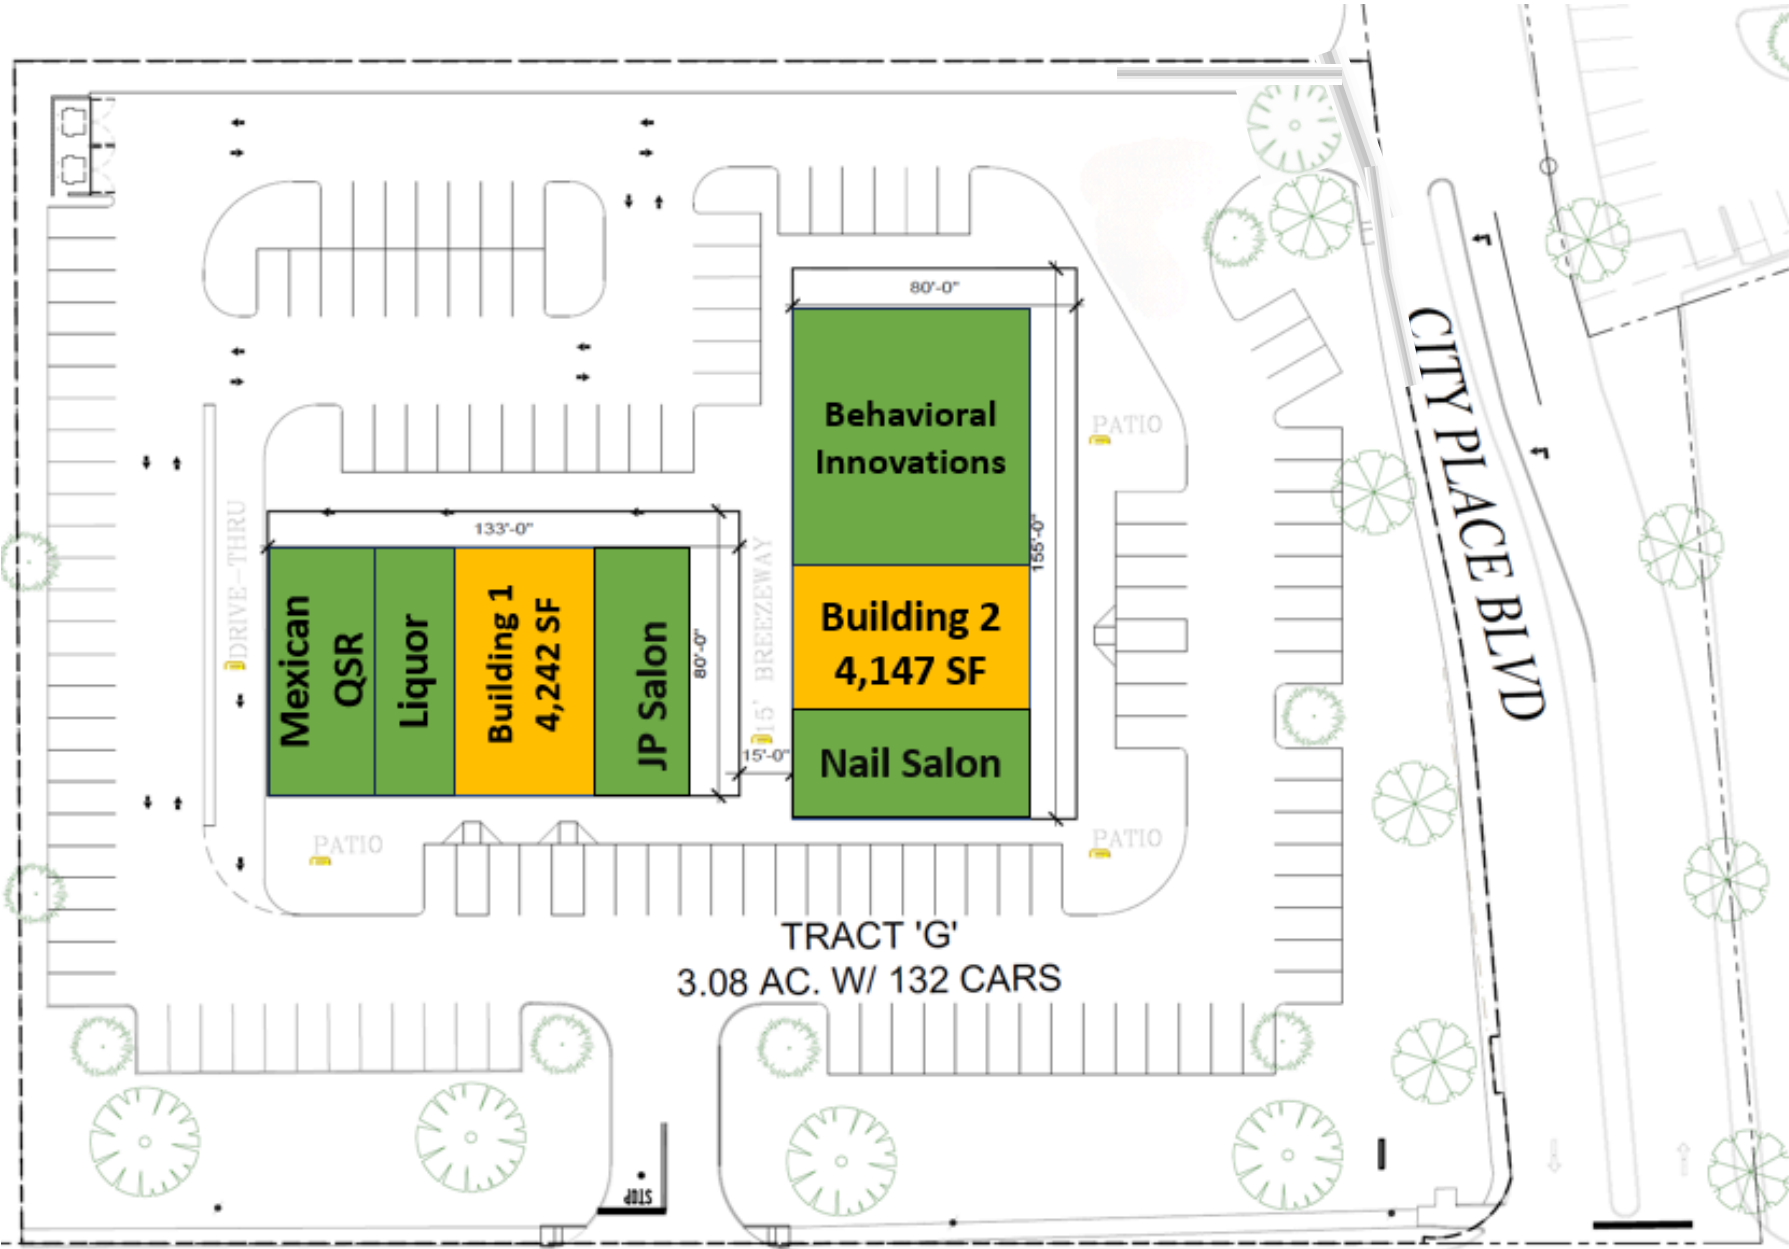 80'-0"
Behavioral
Innovations
PATIO
155'-0"
CITY PLACE BLVD
133'-0"
DRIVE-THRU
Mexican
QSR
Liquor
Building 1
4,242 SF
JP Salon
80'-0"
15' BREEZEWAY
15'-0"
Building 2
4,147 SF
Nail Salon
PATIO
PATIO
TRACT 'G'
3.08 AC. W/ 132 CARS
STOP